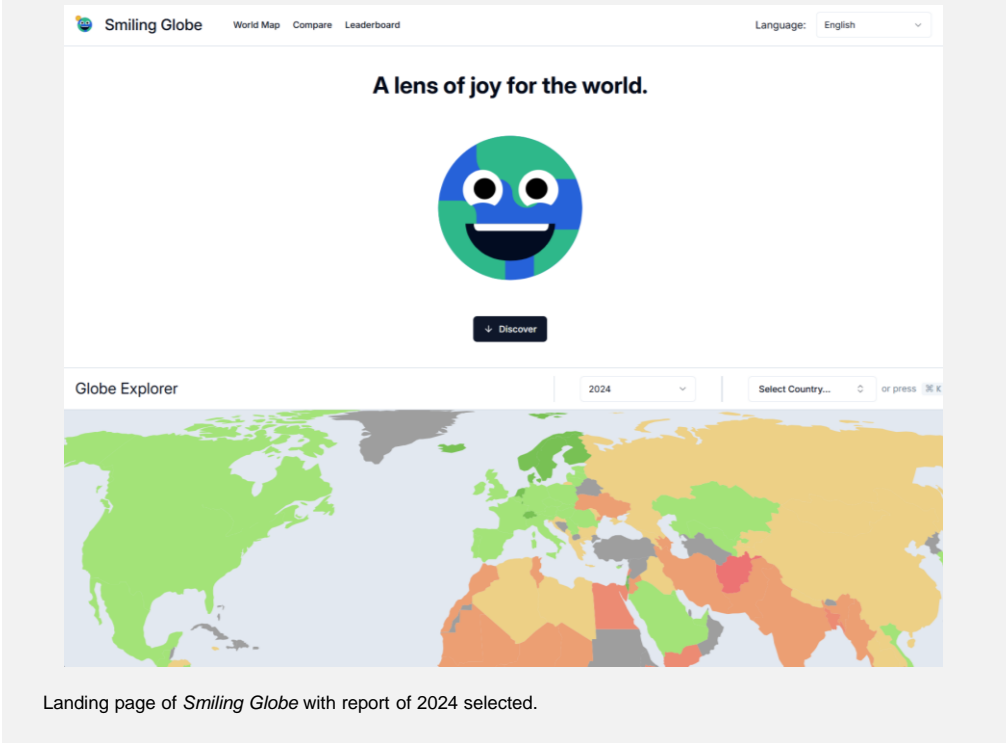 Smiling Globe World Map Compare Leaderboard Language: English
A lens of joy for the world.
↓ Discover
Globe Explorer 2024 Select Country... or press ⌘ K
Landing page of Smiling Globe with report of 2024 selected.